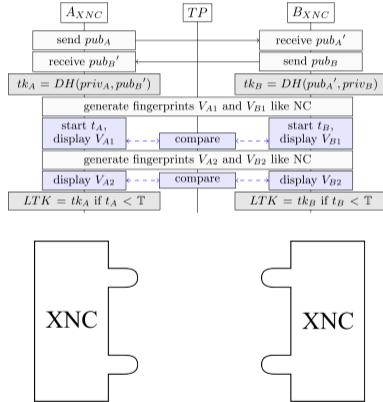 A_XNC TP B_XNC
send pub_A receive pub_A'
receive pub_B' send pub_B
tk_A = DH(priv_A, pub_B') tk_B = DH(pub_A', priv_B)
generate fingerprints V_A1 and V_B1 like NC
start t_A, start t_B,
display V_A1 compare display V_B1
generate fingerprints V_A2 and V_B2 like NC
display V_A2 compare display V_B2
LTK = tk_A if t_A < 𝕋 LTK = tk_B if t_B < 𝕋
XNC XNC